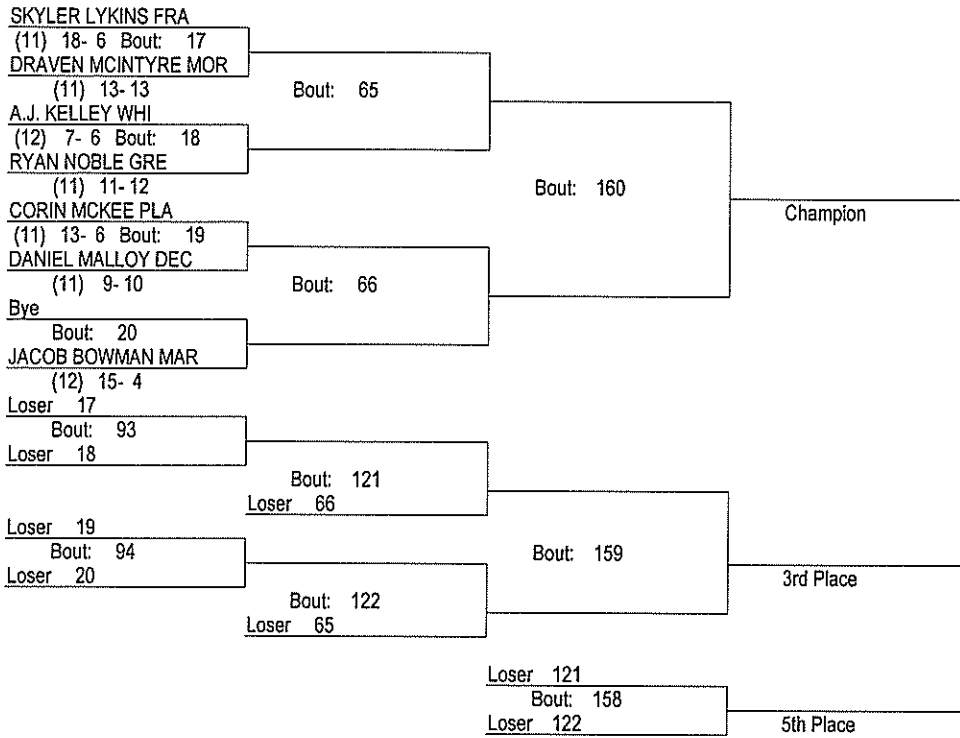 SKYLER LYKINS FRA
(11) 18- 6 Bout: 17
DRAVEN MCINTYRE MOR
(11) 13- 13
Bout: 65
A.J. KELLEY WHI
(12) 7- 6 Bout: 18
RYAN NOBLE GRE
(11) 11- 12
Bout: 160
Champion
CORIN MCKEE PLA
(11) 13- 6 Bout: 19
DANIEL MALLOY DEC
(11) 9- 10
Bout: 66
Bye
Bout: 20
JACOB BOWMAN MAR
(12) 15- 4
Loser 17
Bout: 93
Loser 18
Bout: 121
Loser 66
Loser 19
Bout: 94
Loser 20
Bout: 159
3rd Place
Bout: 122
Loser 65
Loser 121
Bout: 158
Loser 122
5th Place